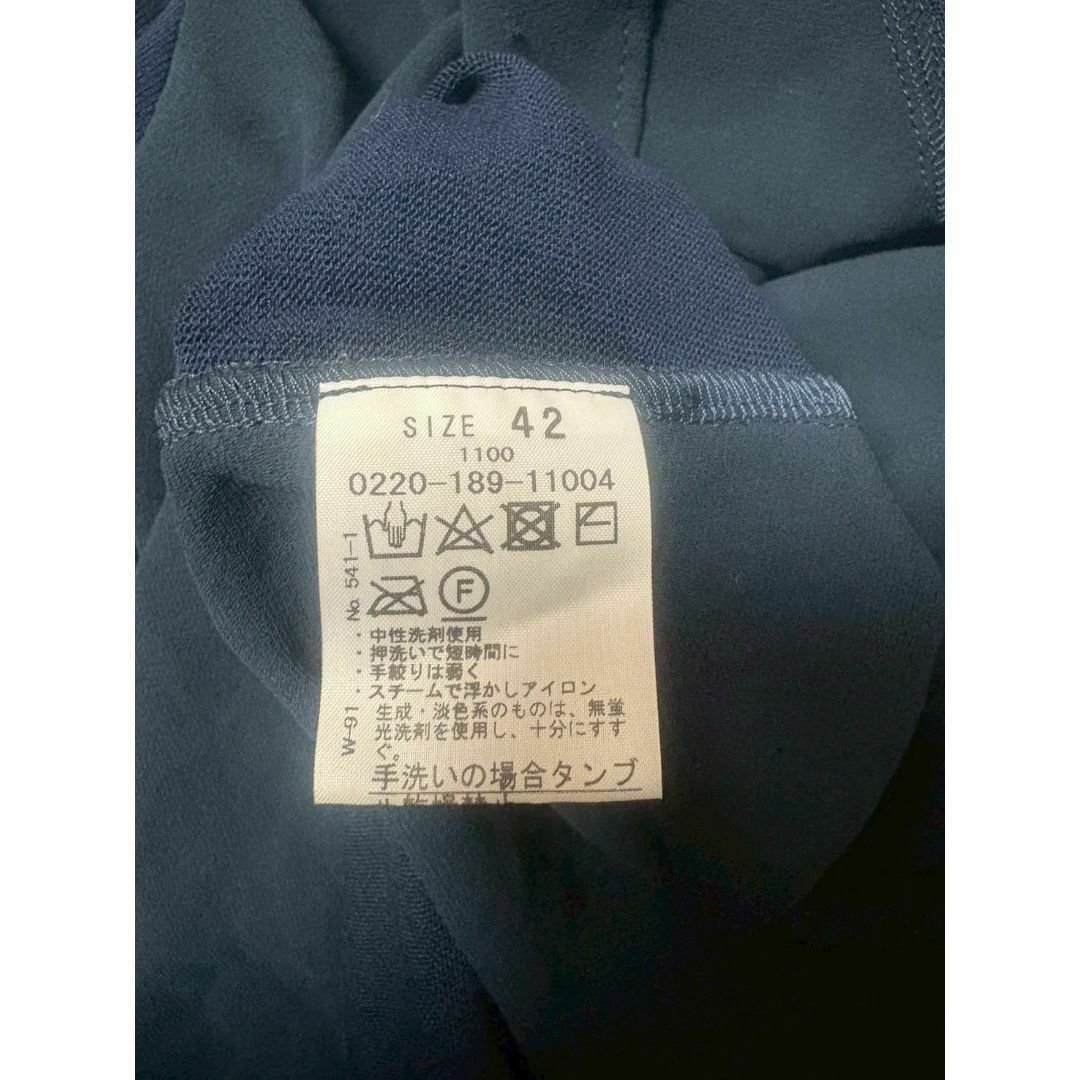 SIZE 42
1100
0220-189-11004
F
・中性洗剤使用
・押洗いで短時間に
・手絞りは弱く
・スチームで浮かしアイロン
生成・淡色系のものは、無蛍
光洗剤を使用し、十分にすす
ぐ。
手洗いの場合タンブ
W-91 № 541-1